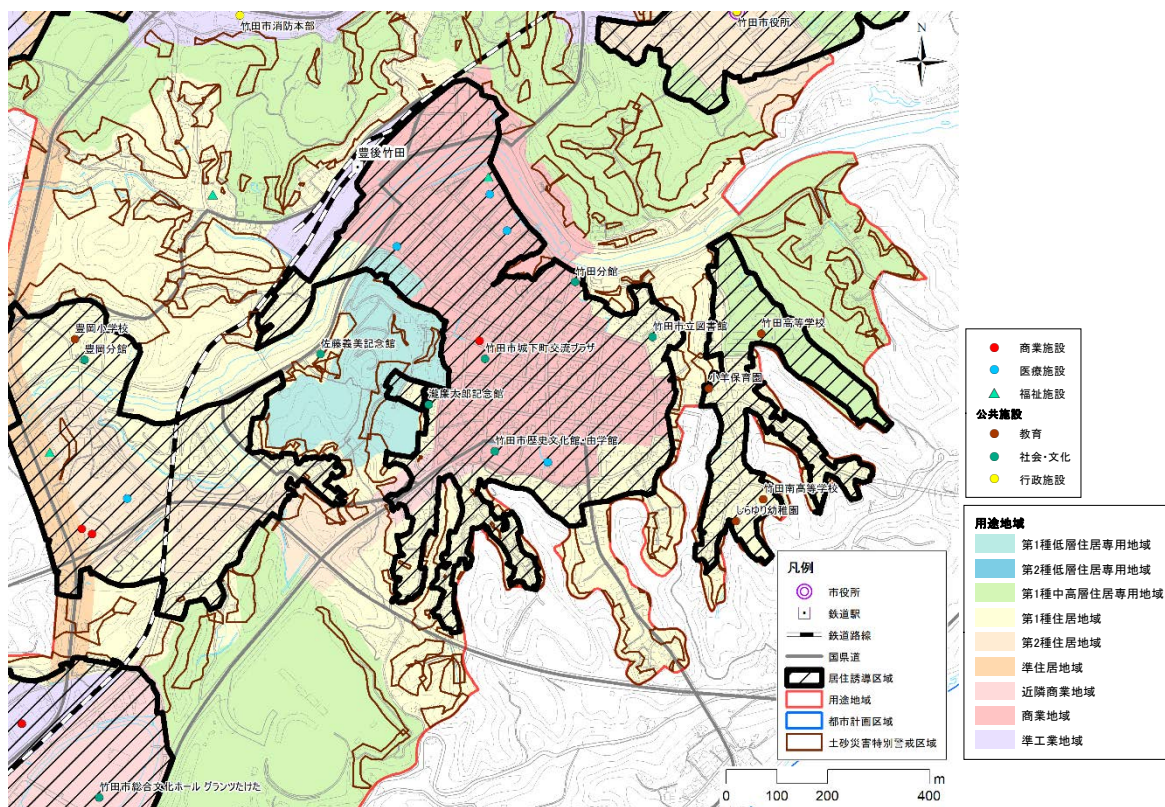 竹田市消防本部
竹田市役所
N
豊後竹田
竹田分館
豊岡小学校
豊岡分館
佐藤義美記念館
竹田市立図書館
竹田高等学校
竹田市城下町交流プラザ
小羊保育園
瀧廉太郎記念館
竹田市歴史文化館・由学館
竹田南高等学校
しらゆり幼稚園
竹田市総合文化ホール グランツたけた
凡例
市役所
鉄道駅
鉄道路線
国県道
居住誘導区域
用途地域
都市計画区域
土砂災害特別警戒区域
0 100 200 400 m
商業施設
医療施設
福祉施設
公共施設
教育
社会・文化
行政施設
用途地域
第1種低層住居専用地域
第2種低層住居専用地域
第1種中高層住居専用地域
第1種住居地域
第2種住居地域
準住居地域
近隣商業地域
商業地域
準工業地域